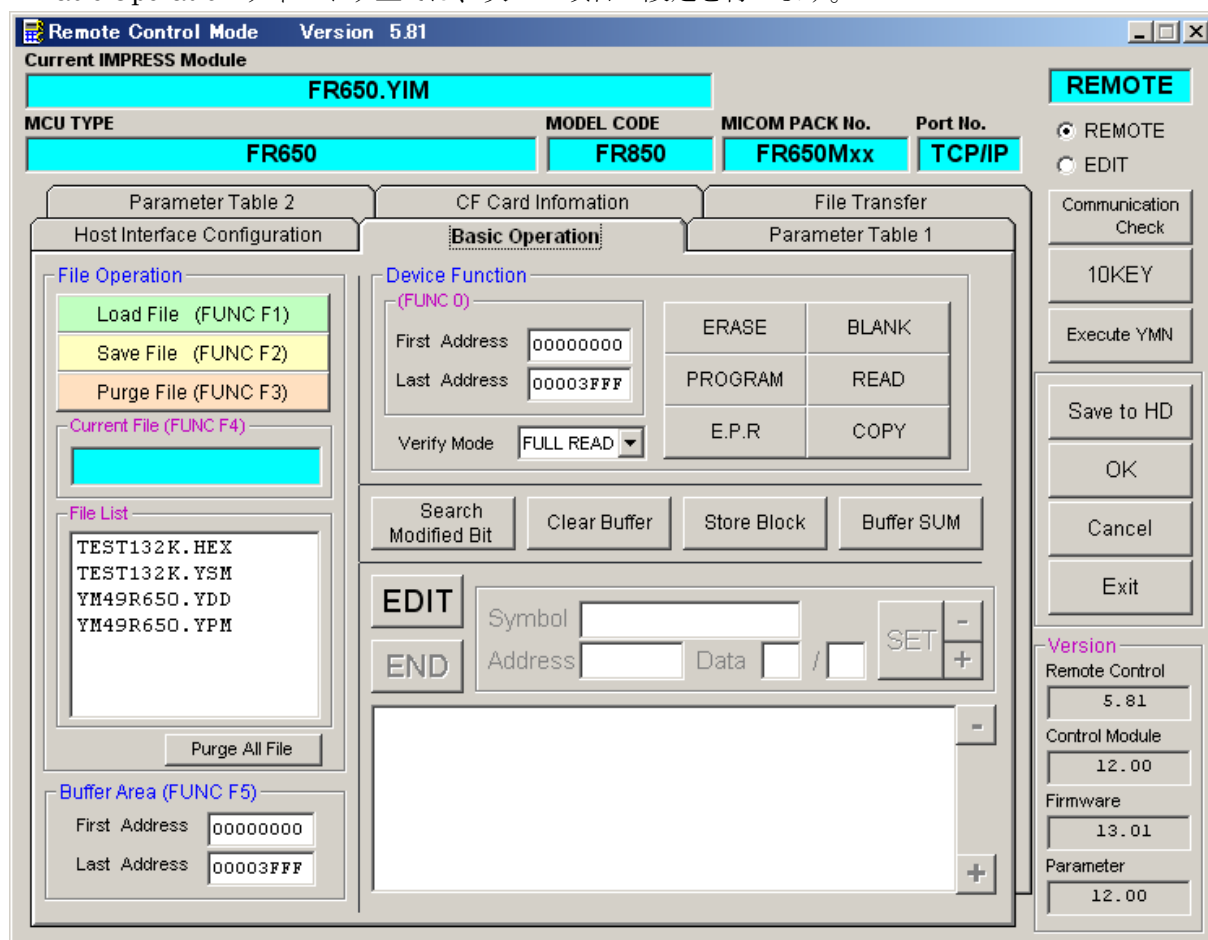 Remote Control Mode Version 5.81
Current IMPRESS Module
FR650.YIM
REMOTE
MCU TYPE MODEL CODE MICOM PACK No. Port No.
FR650 FR850 FR650Mxx TCP/IP
REMOTE
EDIT
Parameter Table 2 CF Card Infomation File Transfer
Host Interface Configuration Basic Operation Parameter Table 1
Communication
Check
10KEY
Execute YMN
Save to HD
OK
Cancel
Exit
File Operation
Load File (FUNC F1)
Save File (FUNC F2)
Purge File (FUNC F3)
Current File (FUNC F4)
File List
TEST132K.HEX
TEST132K.YSM
YM49R650.YDD
YM49R650.YPM
Purge All File
Buffer Area (FUNC F5)
First Address 00000000
Last Address 00003FFF
Device Function
(FUNC 0)
First Address 00000000
Last Address 00003FFF
Verify Mode FULL READ
ERASE BLANK
PROGRAM READ
E.P.R COPY
Search
Modified Bit
Clear Buffer Store Block Buffer SUM
EDIT
END
Symbol
Address Data /
SET - +
-
+
Version
Remote Control
5.81
Control Module
12.00
Firmware
13.01
Parameter
12.00